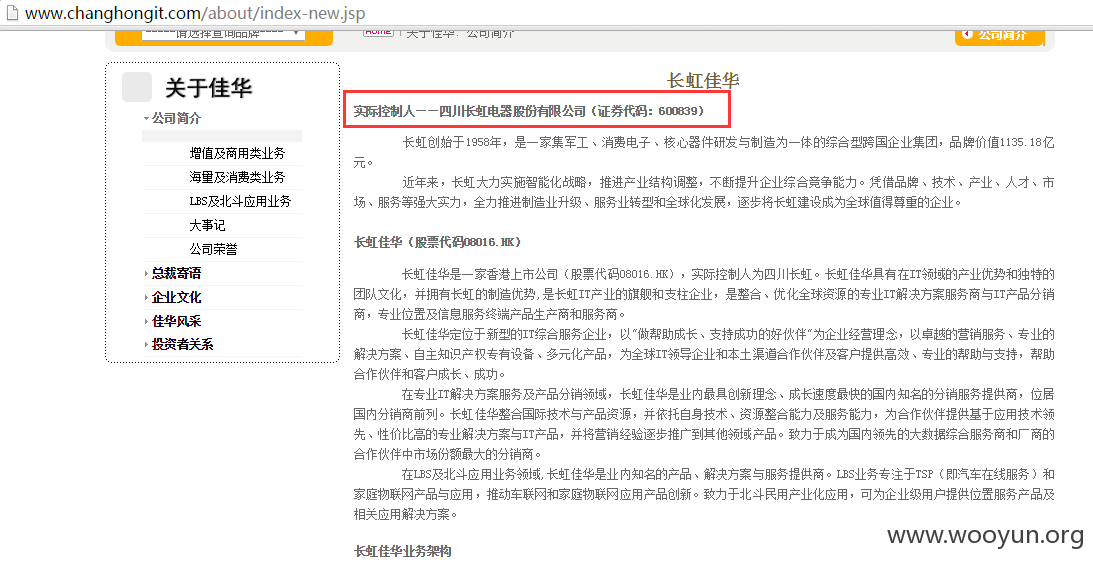 www.changhongit.com/about/index-new.jsp
-----请选择查询品牌----
HOME
关于佳华：公司简介
公司简介
关于佳华
公司简介
增值及商用类业务
海量及消费类业务
LBS及北斗应用业务
大事记
公司荣誉
总裁寄语
企业文化
佳华风采
投资者关系
长虹佳华
实际控制人——四川长虹电器股份有限公司（证券代码：600839）
长虹创始于1958年，是一家集军工、消费电子、核心器件研发与制造为一体的综合型跨国企业集团，品牌价值1135.18亿
元。
近年来，长虹大力实施智能化战略，推进产业结构调整，不断提升企业综合竞争能力。凭借品牌、技术、产业、人才、市
场、服务等强大实力，全力推进制造业升级、服务业转型和全球化发展，逐步将长虹建设成为全球值得尊重的企业。
长虹佳华（股票代码08016.HK）
长虹佳华是一家香港上市公司（股票代码08016.HK），实际控制人为四川长虹。长虹佳华具有在IT领域的产业优势和独特的
团队文化，并拥有长虹的制造优势,是长虹IT产业的旗舰和支柱企业，是整合、优化全球资源的专业IT解决方案服务商与IT产品分销
商，专业位置及信息服务终端产品生产商和服务商。
长虹佳华定位于新型的IT综合服务企业，以“做帮助成长、支持成功的好伙伴”为企业经营理念，以卓越的营销服务、专业的
解决方案、自主知识产权专有设备、多元化产品，为全球IT领导企业和本土渠道合作伙伴及客户提供高效、专业的帮助与支持，帮助
合作伙伴和客户成长、成功。
在专业IT解决方案服务及产品分销领域，长虹佳华是业内最具创新理念、成长速度最快的国内知名的分销服务提供商，位居
国内分销商前列。长虹佳华整合国际技术与产品资源，并依托自身技术、资源整合能力及服务能力，为合作伙伴提供基于应用技术领
先、性价比高的专业解决方案与IT产品，并将营销经验逐步推广到其他领域产品。致力于成为国内领先的大数据综合服务商和厂商的
合作伙伴中市场份额最大的分销商。
在LBS及北斗应用业务领域,长虹佳华是业内知名的产品、解决方案与服务提供商。LBS业务专注于TSP（即汽车在线服务）和
家庭物联网产品与应用，推动车联网和家庭物联网应用产品创新。致力于北斗民用产业化应用，可为企业级用户提供位置服务产品及
相关应用解决方案。
www.wooyun.org
长虹佳华业务架构